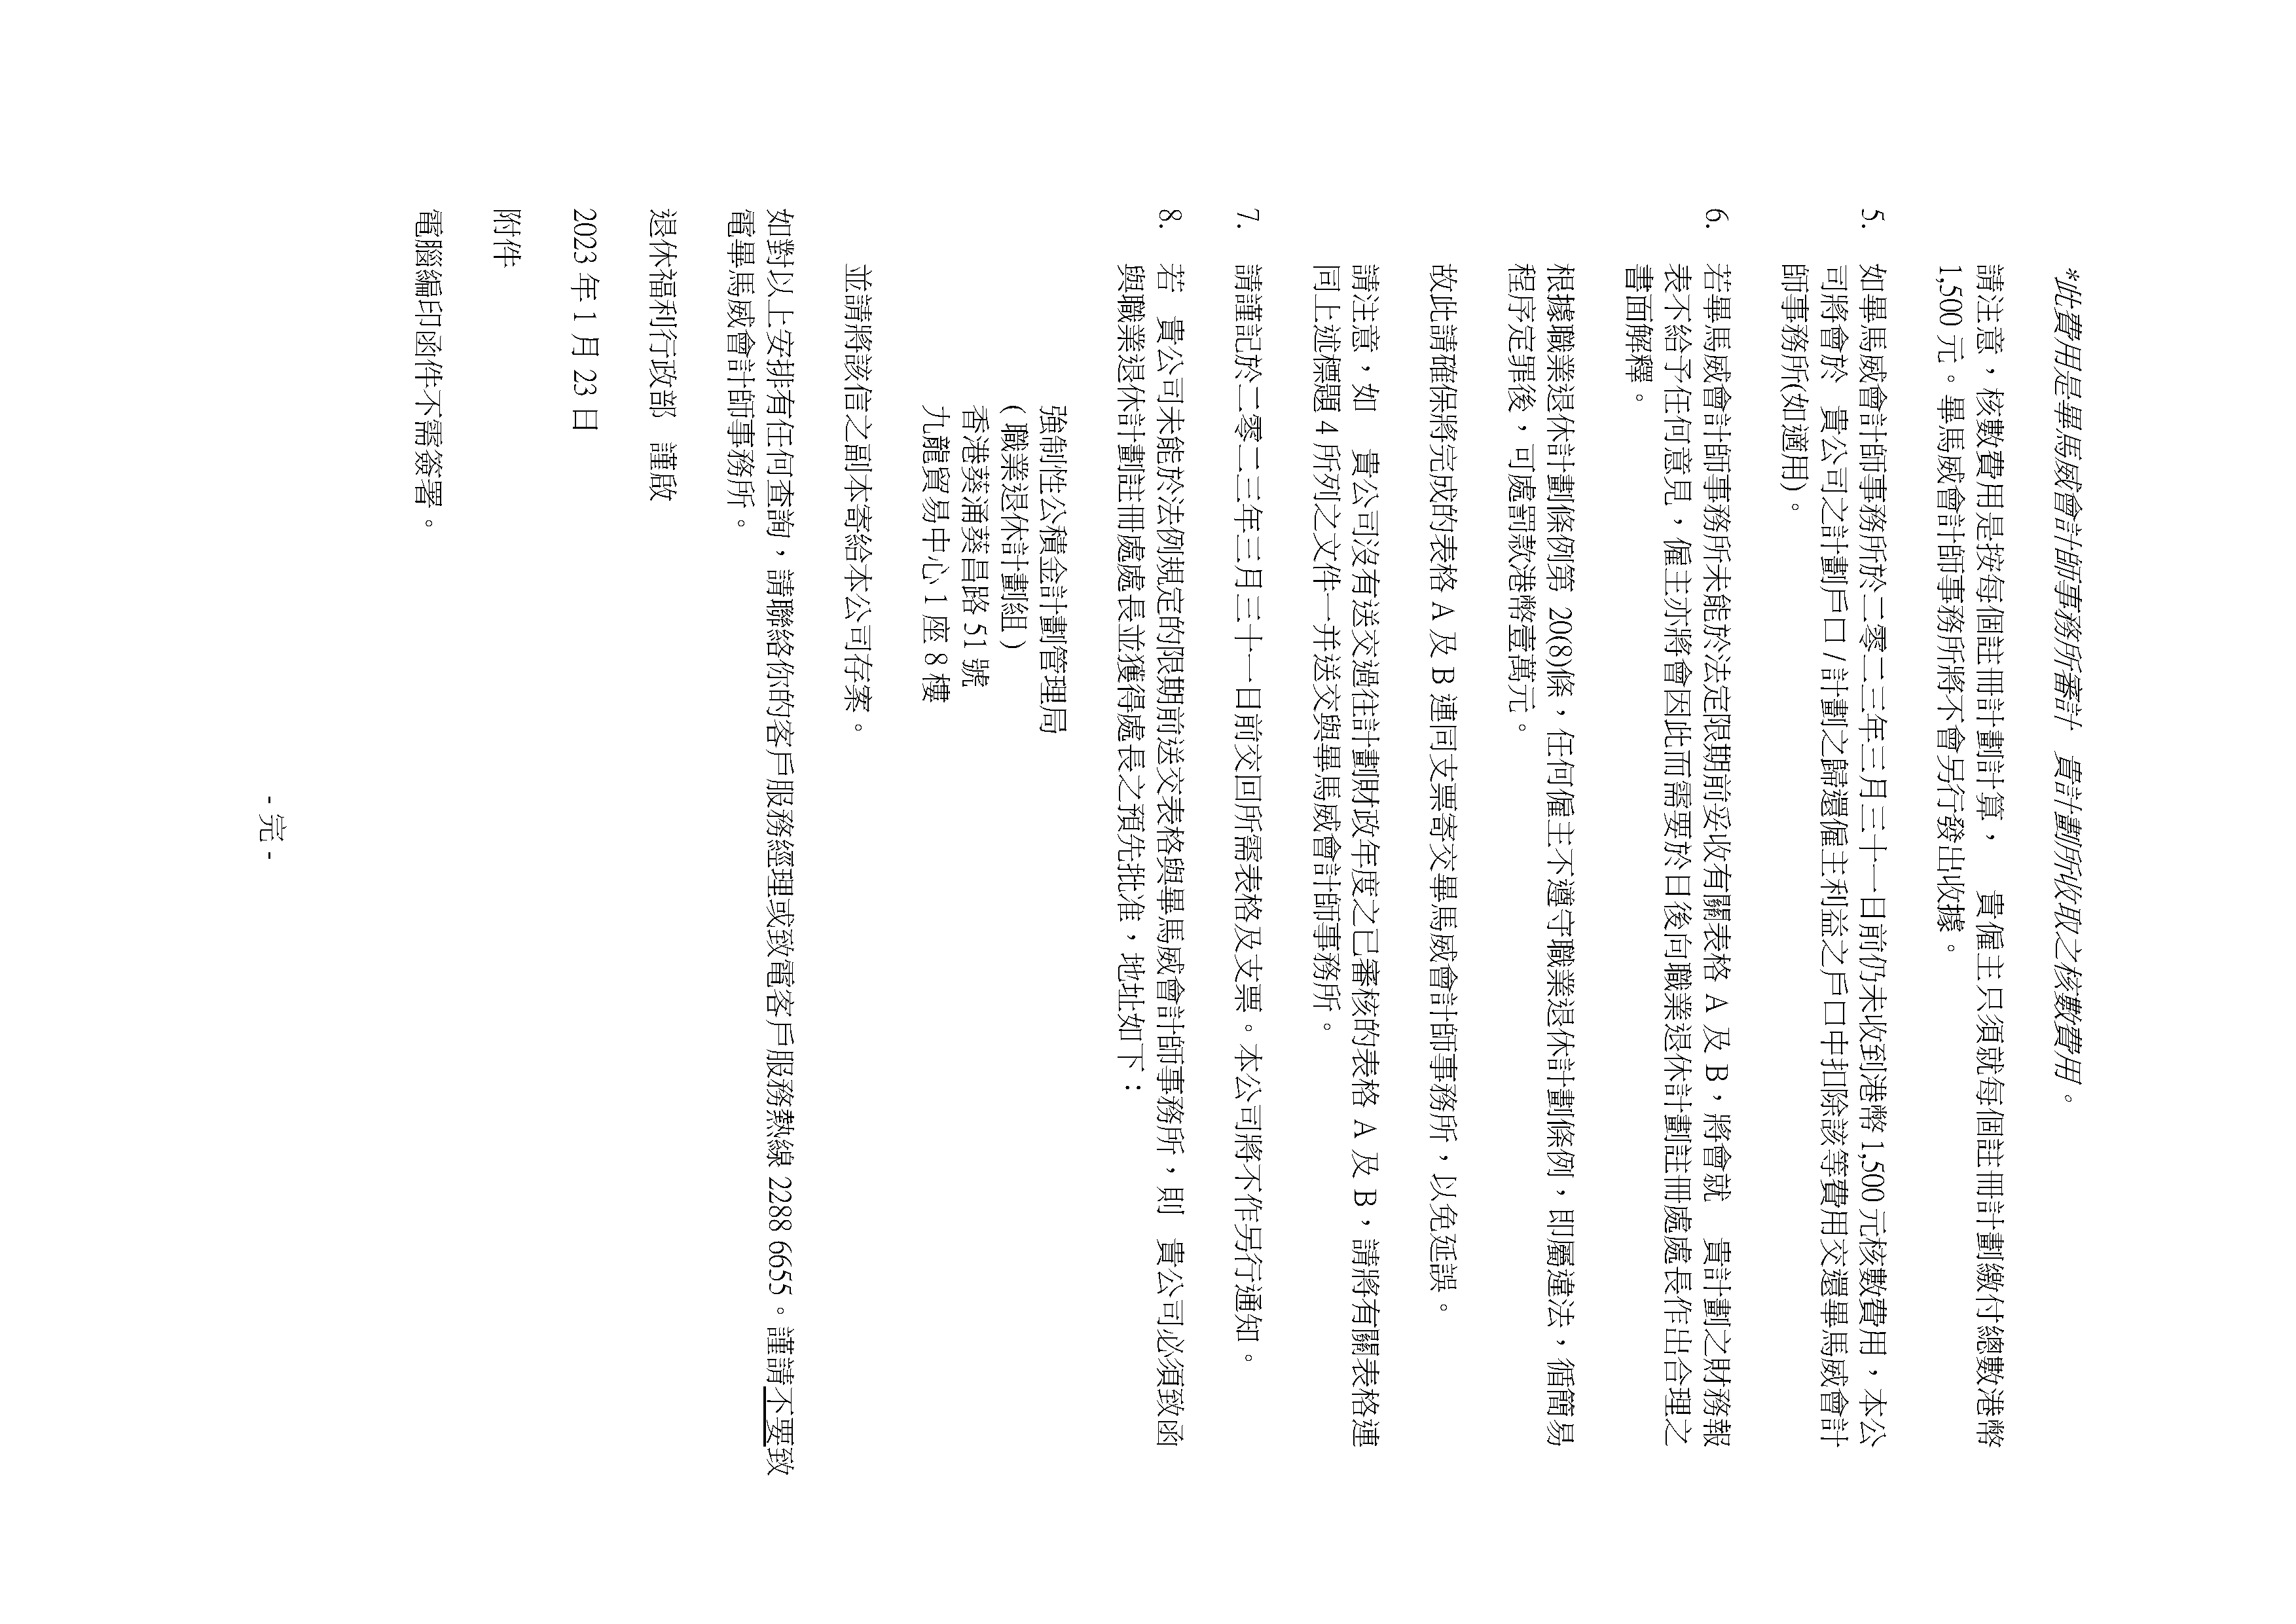 *此費用是畢馬威會計師事務所審計　貴計劃所收取之核數費用。
請注意，核數費用是按每個註冊計劃計算，　貴僱主只須就每個註冊計劃繳付總數港幣
1,500 元。畢馬威會計師事務所將不會另行發出收據。
5. 如畢馬威會計師事務所於二零二三年三月三十一日前仍未收到港幣 1,500 元核數費用，本公
司將會於　貴公司之計劃戶口 / 計劃之歸還僱主利益之戶口中扣除該等費用交還畢馬威會計
師事務所(如適用)。
6. 若畢馬威會計師事務所未能於法定限期前妥收有關表格 A 及 B，將會就　貴計劃之財務報
表不給予任何意見，僱主亦將會因此而需要於日後向職業退休計劃註冊處處長作出合理之
書面解釋。
根據職業退休計劃條例第 20(8)條，任何僱主不遵守職業退休計劃條例，即屬違法，循簡易
程序定罪後，可處罰款港幣壹萬元。
故此請確保將完成的表格 A 及 B 連同支票寄交畢馬威會計師事務所，以免延誤。
請注意，如　貴公司沒有送交過往計劃財政年度之已審核的表格 A 及 B，請將有關表格連
同上述標題 4 所列之文件一并送交與畢馬威會計師事務所。
7. 請謹記於二零二三年三月三十一日前交回所需表格及支票。本公司將不作另行通知。
8. 若　貴公司未能於法例規定的限期前送交表格與畢馬威會計師事務所，則　貴公司必須致函
與職業退休計劃註冊處處長並獲得處長之預先批准，地址如下：
強制性公積金計劃管理局
( 職業退休計劃組 )
香港葵涌葵昌路 51 號
九龍貿易中心 1 座 8 樓
並請將該信之副本寄給本公司存案。
如對以上安排有任何查詢，請聯絡你的客戶服務經理或致電客戶服務熱線 2288 6655。謹請不要致
電畢馬威會計師事務所。
退休福利行政部　謹啟
2023 年 1 月 23 日
附件
電腦編印函件不需簽署。
- 完 -